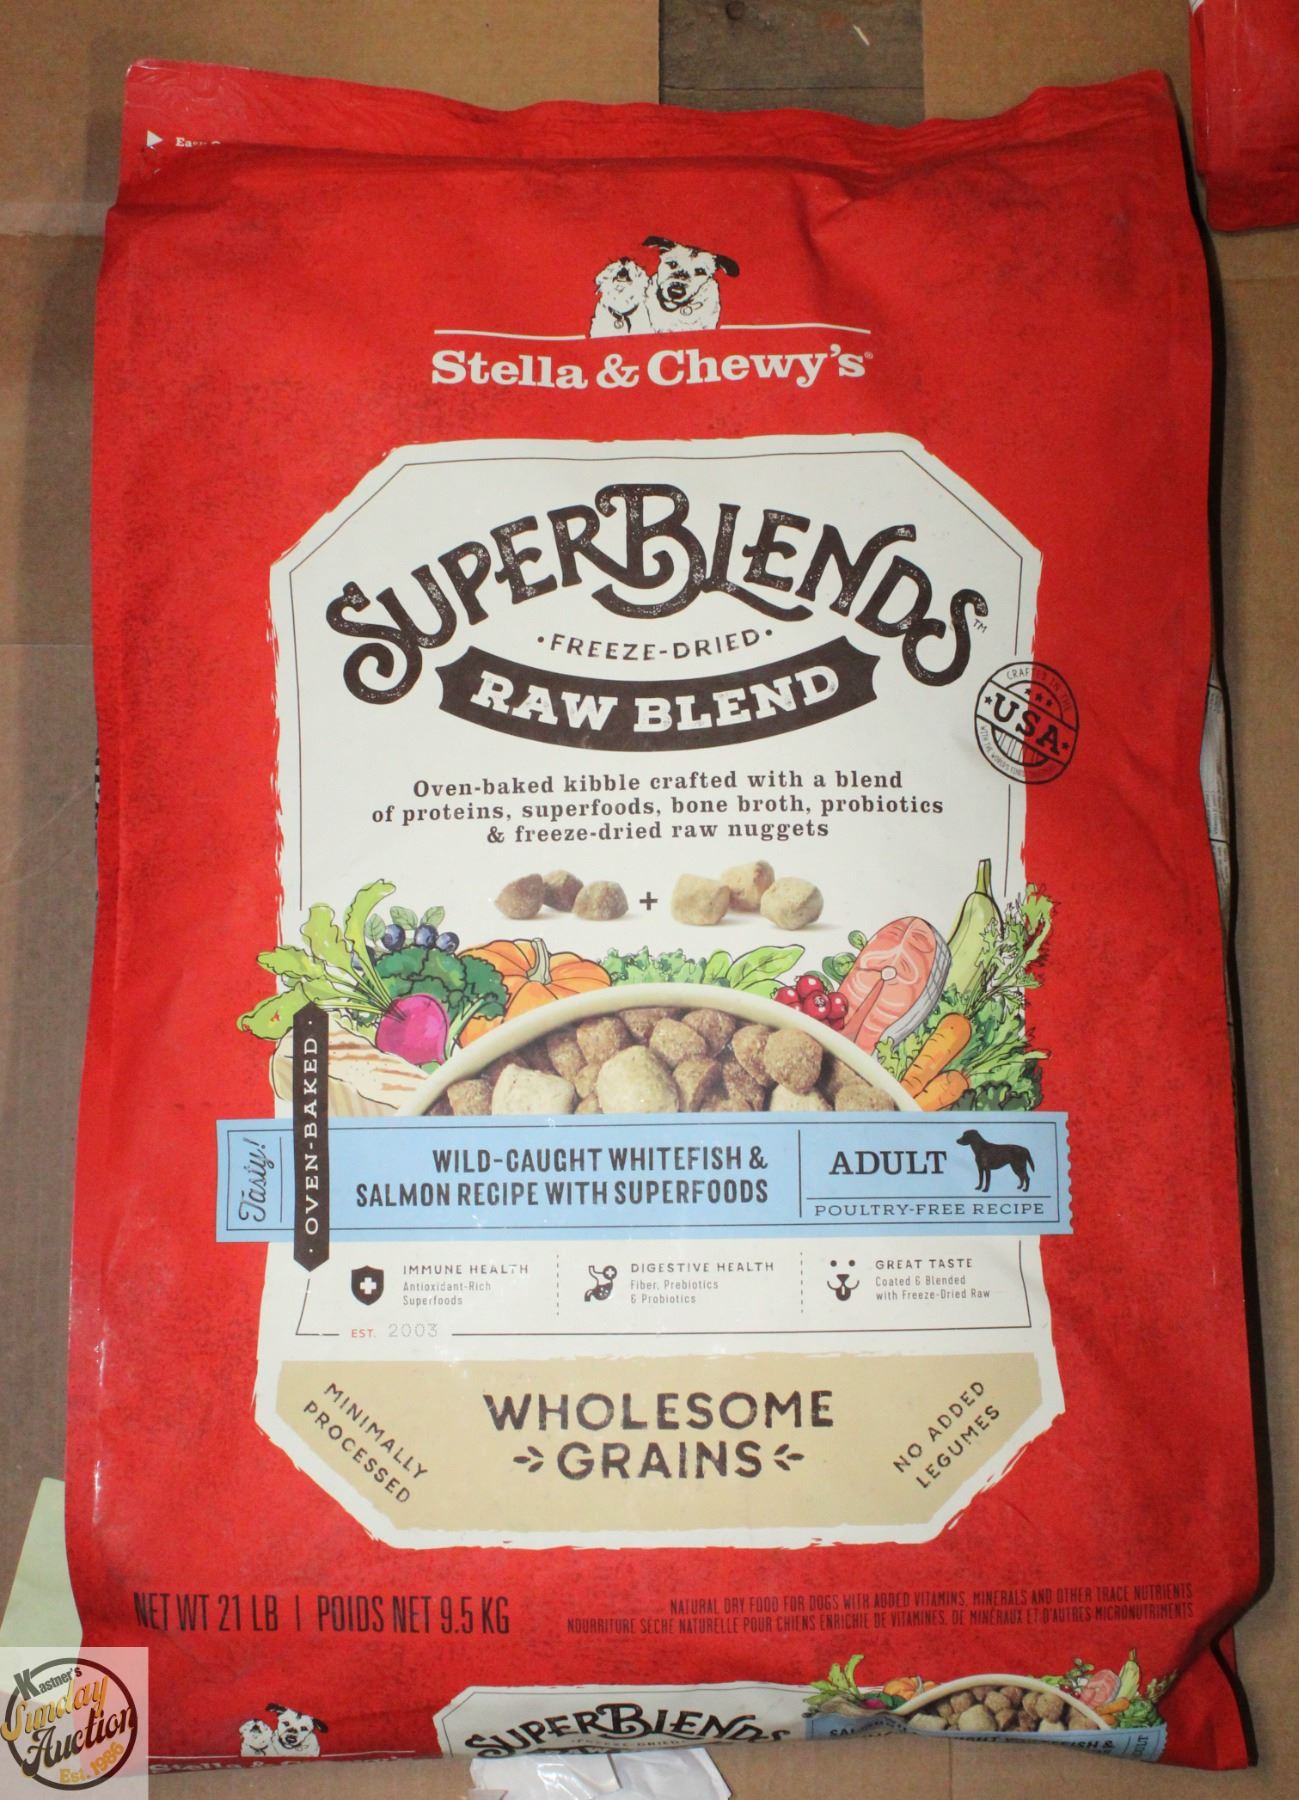 Stella & Chewy's®
SUPERBLENDS™
·FREEZE-DRIED·
RAW BLEND
CRAFTED IN THE
USA
Oven-baked kibble crafted with a blend
of proteins, superfoods, bone broth, probiotics
& freeze-dried raw nuggets
+
· OVEN-BAKED ·
Tasty!
WILD-CAUGHT WHITEFISH &
SALMON RECIPE WITH SUPERFOODS
ADULT
POULTRY-FREE RECIPE
IMMUNE HEALTH
Antioxidant-Rich
Superfoods
DIGESTIVE HEALTH
Fiber, Prebiotics
& Probiotics
GREAT TASTE
Coated & Blended
with Freeze-Dried Raw
EST. 2003
MINIMALLY
PROCESSED
WHOLESOME
GRAINS
NO ADDED
LEGUMES
NET WT 21 LB | POIDS NET 9.5 KG
NATURAL DRY FOOD FOR DOGS WITH ADDED VITAMINS, MINERALS AND OTHER TRACE NUTRIENTS
NOURRITURE SÈCHE NATURELLE POUR CHIENS ENRICHIE DE VITAMINES, DE MINÉRAUX ET D'AUTRES MICRONUTRIMENTS
Stella &
SUPERBLENDS
Kastner's
Sunday
Auction
Est. 1986